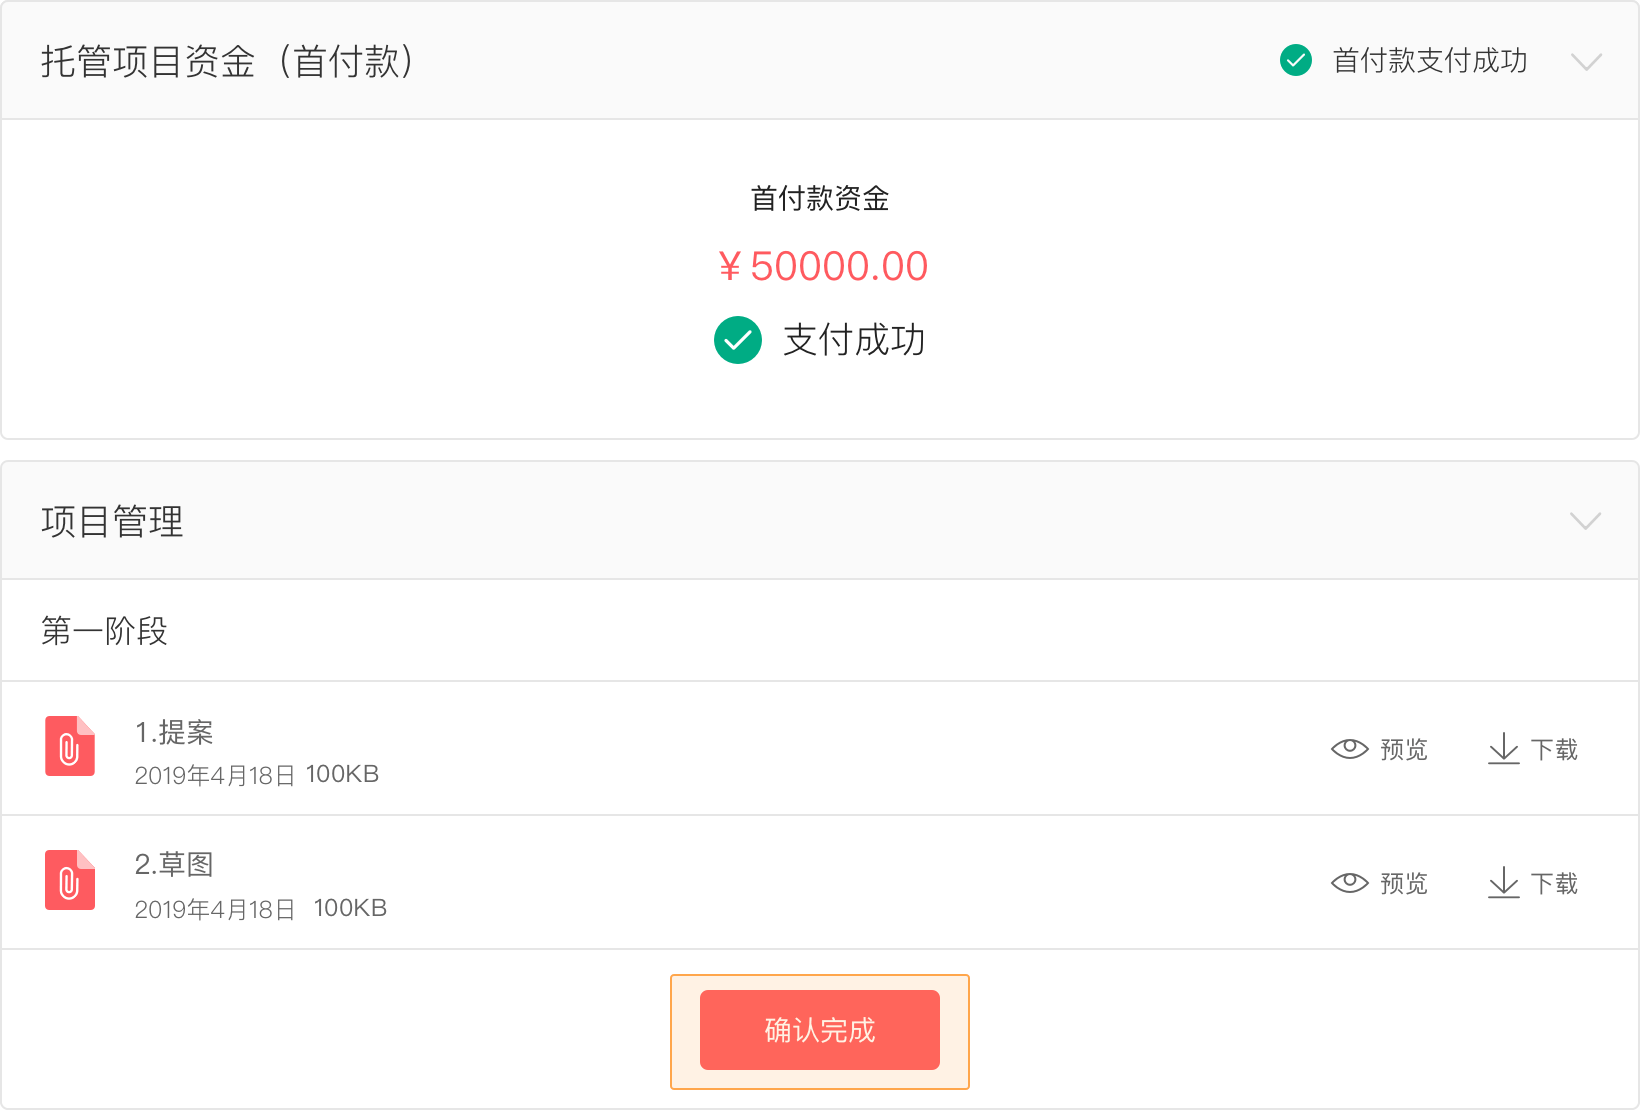 托管项目资金（首付款）
首付款支付成功
首付款资金
¥ 50000.00
支付成功
项目管理
第一阶段
1.提案
2019年4月18日 100KB
预览
下载
2.草图
2019年4月18日 100KB
预览
下载
确认完成